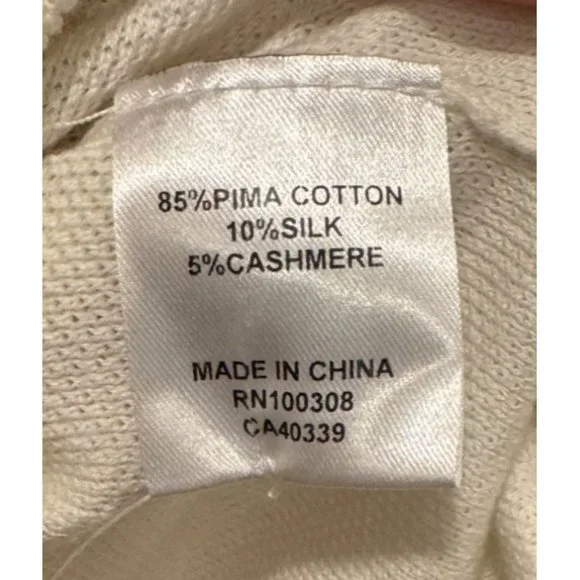 85%PIMA COTTON
10%SILK
5%CASHMERE
MADE IN CHINA
RN100308
CA40339